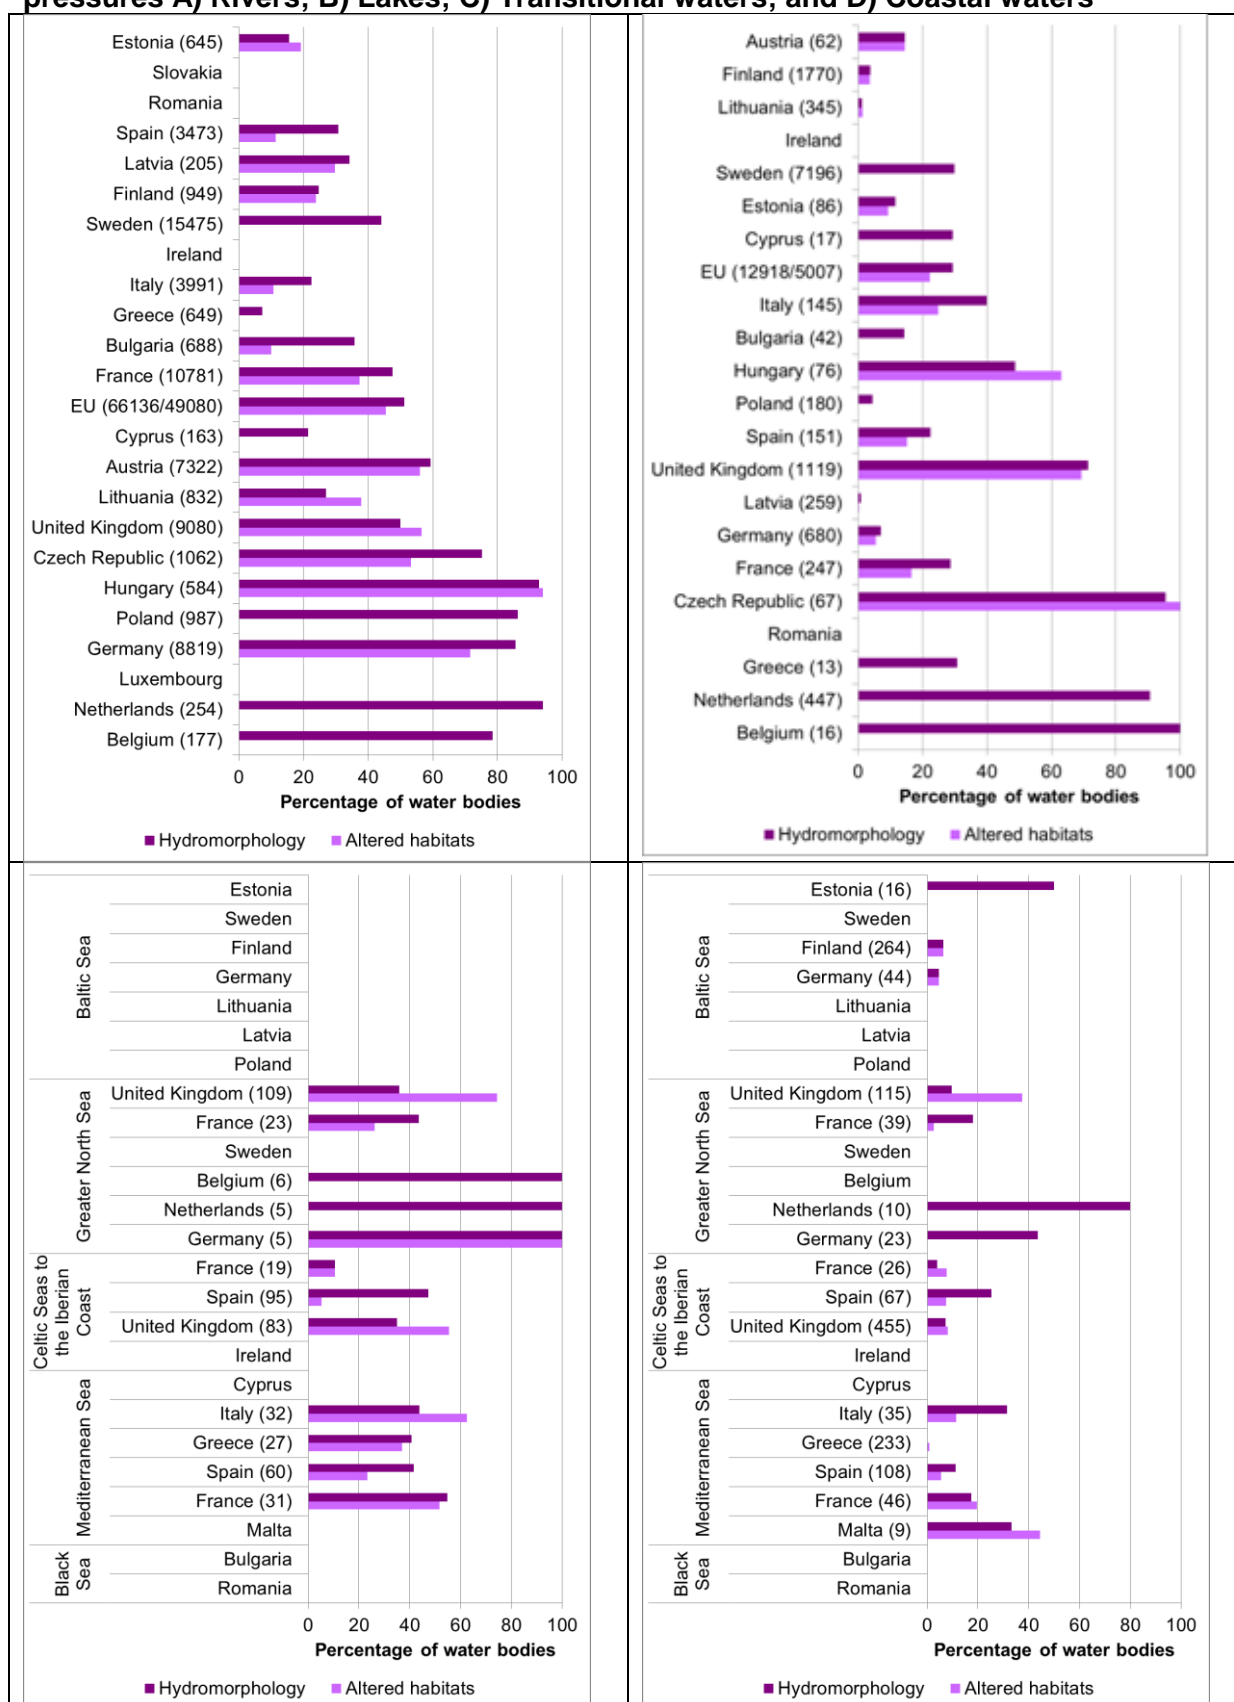 pressures A) Rivers, B) Lakes, C) Transitional waters, and D) Coastal waters
Estonia (645)
Slovakia
Romania
Spain (3473)
Latvia (205)
Finland (949)
Sweden (15475)
Ireland
Italy (3991)
Greece (649)
Bulgaria (688)
France (10781)
EU (66136/49080)
Cyprus (163)
Austria (7322)
Lithuania (832)
United Kingdom (9080)
Czech Republic (1062)
Hungary (584)
Poland (987)
Germany (8819)
Luxembourg
Netherlands (254)
Belgium (177)
0 20 40 60 80 100
Percentage of water bodies
Hydromorphology Altered habitats
Austria (62)
Finland (1770)
Lithuania (345)
Ireland
Sweden (7196)
Estonia (86)
Cyprus (17)
EU (12918/5007)
Italy (145)
Bulgaria (42)
Hungary (76)
Poland (180)
Spain (151)
United Kingdom (1119)
Latvia (259)
Germany (680)
France (247)
Czech Republic (67)
Romania
Greece (13)
Netherlands (447)
Belgium (16)
0 20 40 60 80 100
Percentage of water bodies
Hydromorphology Altered habitats
Baltic Sea
Estonia
Sweden
Finland
Germany
Lithuania
Latvia
Poland
Greater North Sea
United Kingdom (109)
France (23)
Sweden
Belgium (6)
Netherlands (5)
Germany (5)
Celtic Seas to
the Iberian
Coast
France (19)
Spain (95)
United Kingdom (83)
Ireland
Mediterranean Sea
Cyprus
Italy (32)
Greece (27)
Spain (60)
France (31)
Malta
Black
Sea
Bulgaria
Romania
0 20 40 60 80 100
Percentage of water bodies
Hydromorphology Altered habitats
Baltic Sea
Estonia (16)
Sweden
Finland (264)
Germany (44)
Lithuania
Latvia
Poland
Greater North Sea
United Kingdom (115)
France (39)
Sweden
Belgium
Netherlands (10)
Germany (23)
Celtic Seas to
the Iberian
Coast
France (26)
Spain (67)
United Kingdom (455)
Ireland
Mediterranean Sea
Cyprus
Italy (35)
Greece (233)
Spain (108)
France (46)
Malta (9)
Black
Sea
Bulgaria
Romania
0 20 40 60 80 100
Percentage of water bodies
Hydromorphology Altered habitats